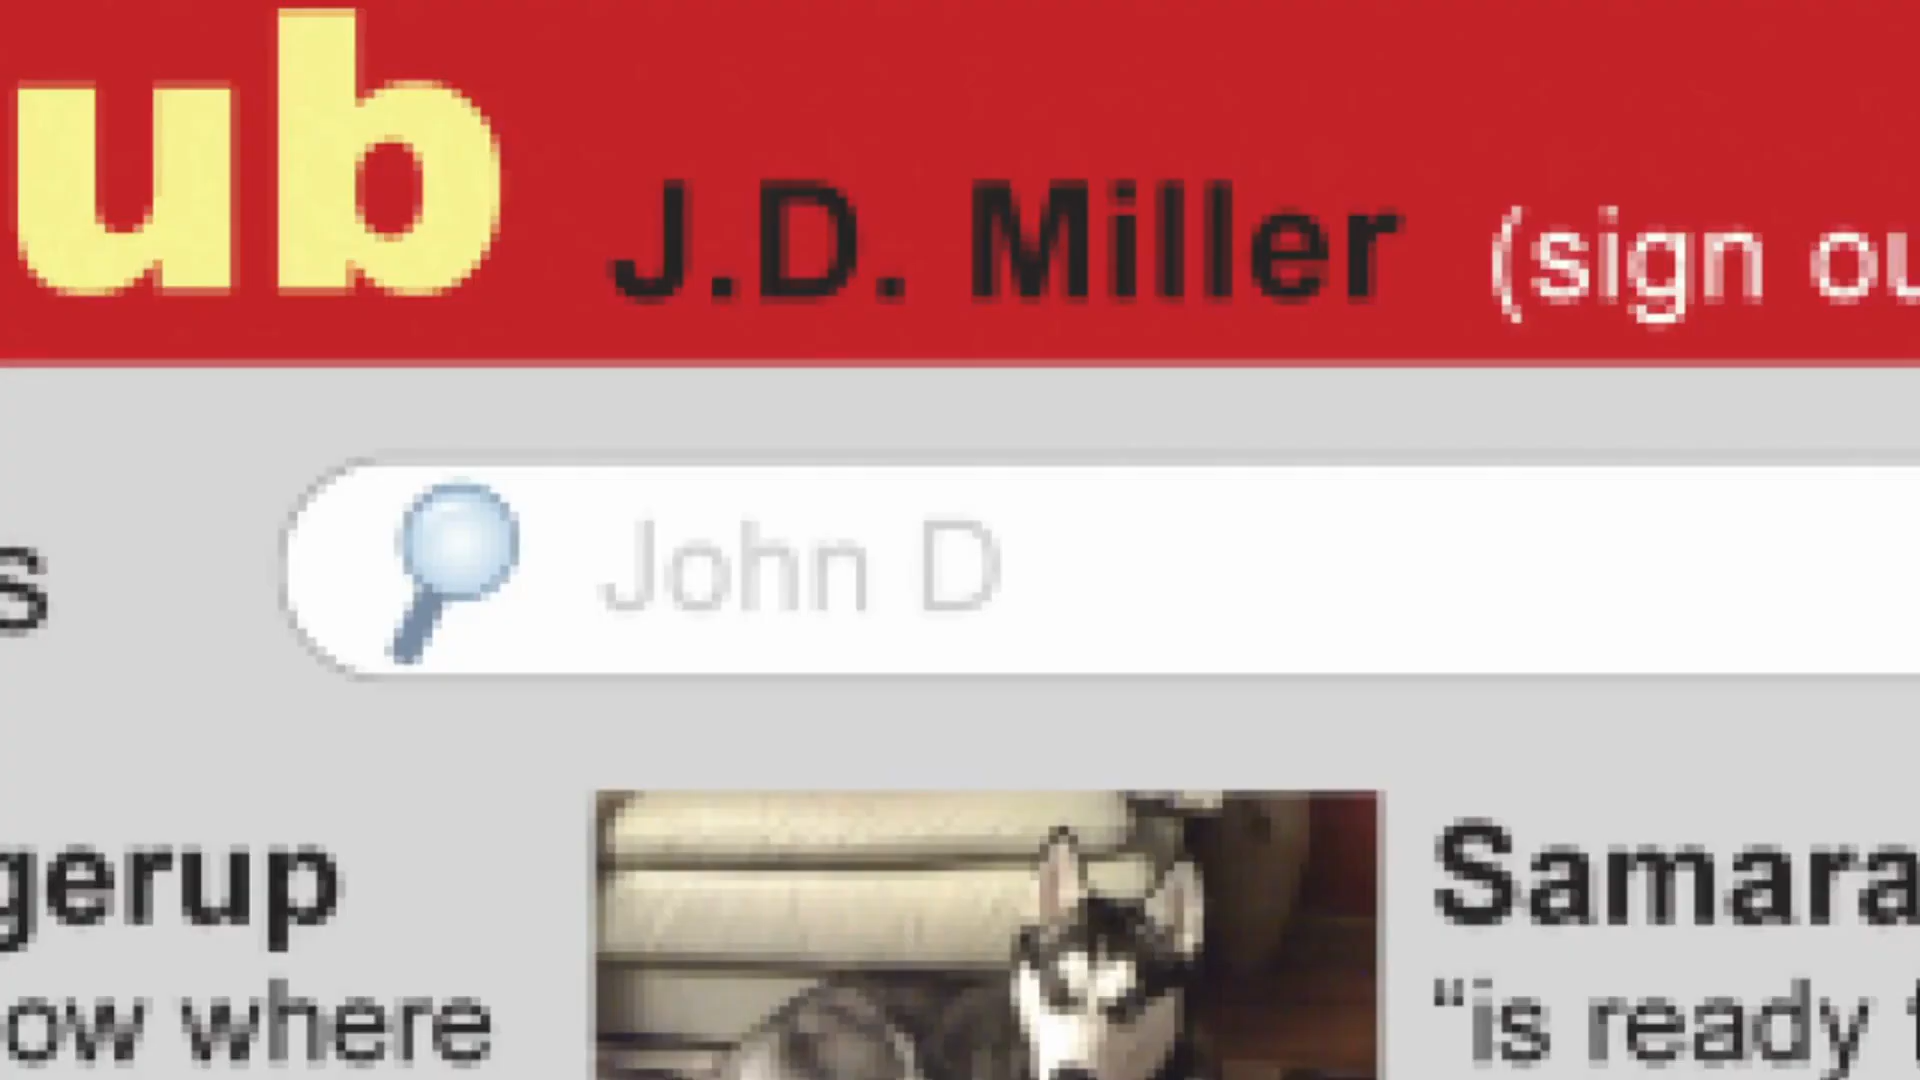 ub J.D. Miller (sign ou
s John D
gerup Samara
ow where "is ready f